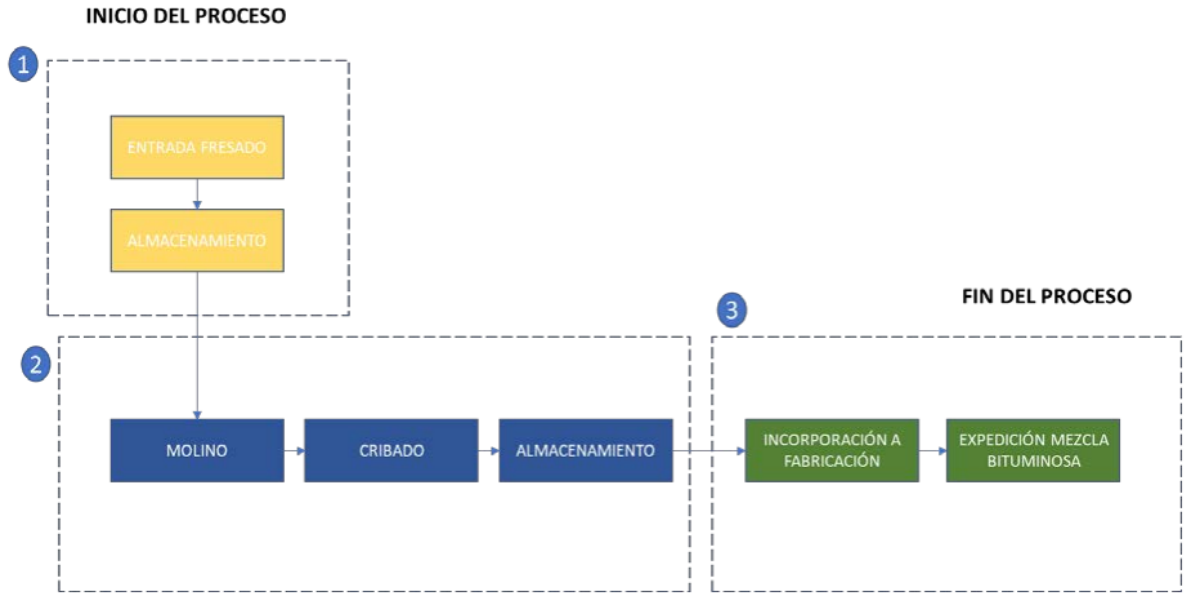 INICIO DEL PROCESO
1
ENTRADA FRESADO
ALMACENAMIENTO
FIN DEL PROCESO
3
2
MOLINO
CRIBADO
ALMACENAMIENTO
INCORPORACIÓN A
FABRICACIÓN
EXPEDICIÓN MEZCLA
BITUMINOSA